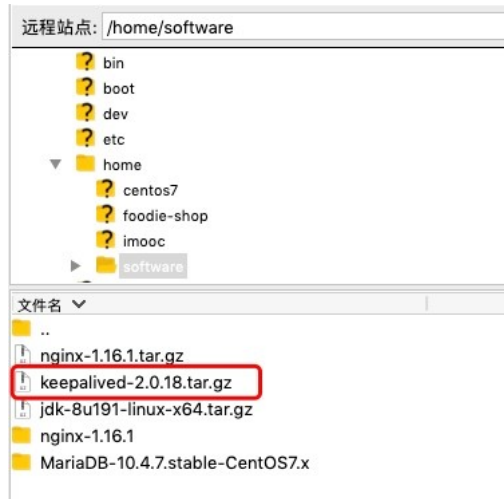 远程站点: /home/software
bin
boot
dev
etc
home
centos7
foodie-shop
imooc
software
文件名
..
nginx-1.16.1.tar.gz
keepalived-2.0.18.tar.gz
jdk-8u191-linux-x64.tar.gz
nginx-1.16.1
MariaDB-10.4.7.stable-CentOS7.x